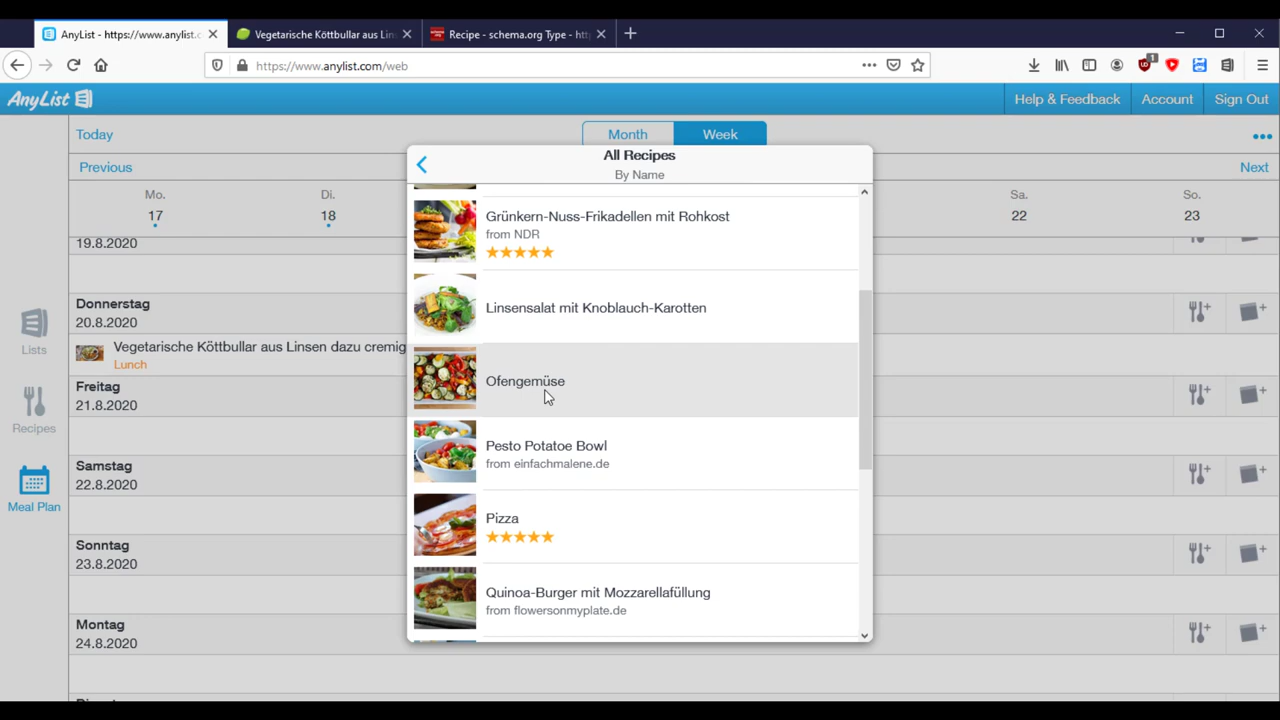 AnyList - https://www.anylist.c
Vegetarische Köttbullar aus Lins
Recipe - schema.org Type - http
https://www.anylist.com/web
1
AnyList
Help & Feedback
Account
Sign Out
Today
Month
Week
Previous
Next
Mo.
17
Di.
18
Sa.
22
So.
23
All Recipes
By Name
19.8.2020
Donnerstag
20.8.2020
Vegetarische Köttbullar aus Linsen dazu cremig
Lunch
Freitag
21.8.2020
Samstag
22.8.2020
Sonntag
23.8.2020
Montag
24.8.2020
Lists
Recipes
Meal Plan
Grünkern-Nuss-Frikadellen mit Rohkost
from NDR
Linsensalat mit Knoblauch-Karotten
Ofengemüse
Pesto Potatoe Bowl
from einfachmalene.de
Pizza
Quinoa-Burger mit Mozzarellafüllung
from flowersonmyplate.de